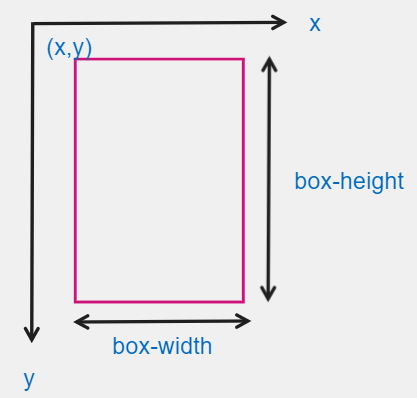 x
(x,y)
box-height
box-width
y